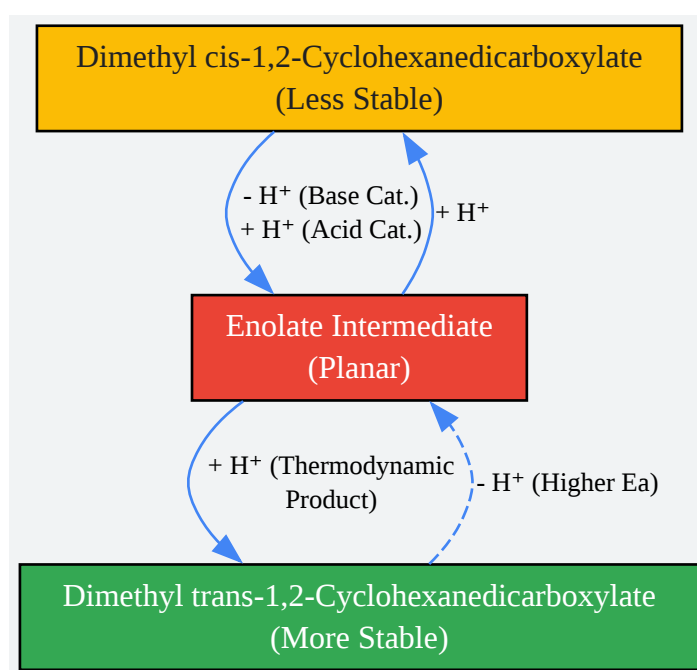 Dimethyl cis-1,2-Cyclohexanedicarboxylate
(Less Stable)
- H⁺ (Base Cat.)
+ H⁺ (Acid Cat.)
+ H⁺
Enolate Intermediate
(Planar)
+ H⁺ (Thermodynamic
Product)
- H⁺ (Higher Ea)
Dimethyl trans-1,2-Cyclohexanedicarboxylate
(More Stable)